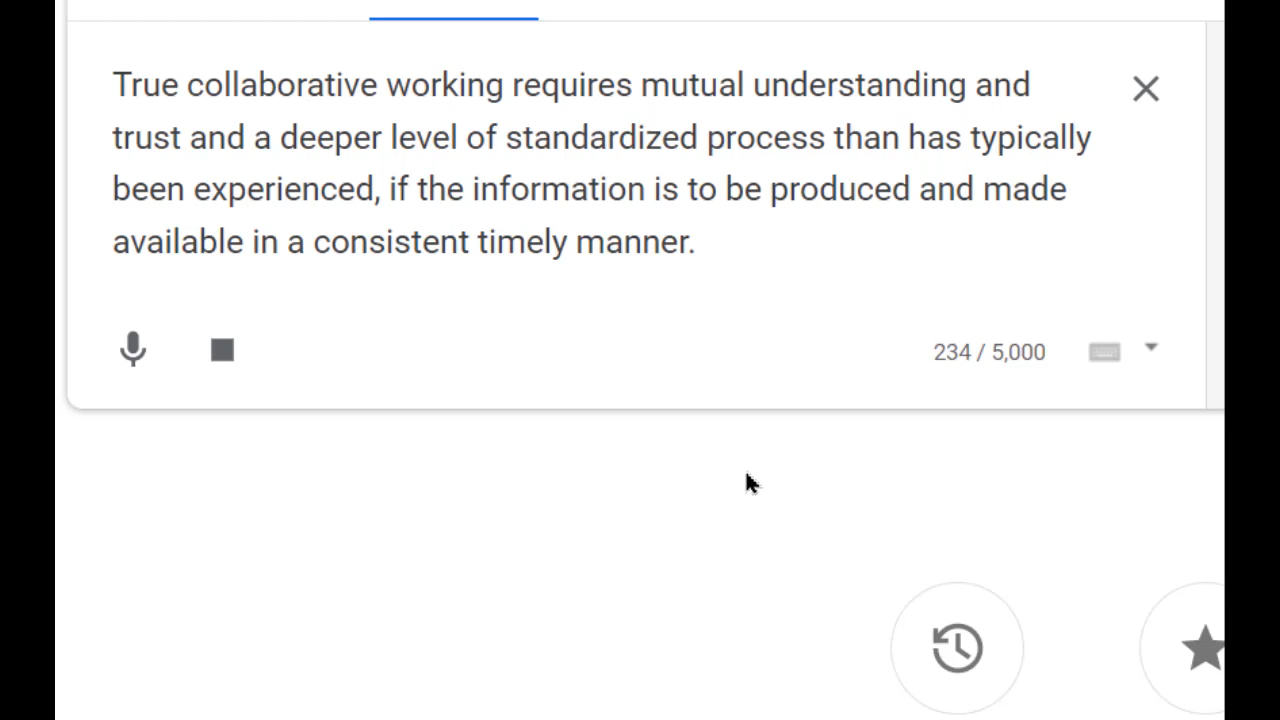 True collaborative working requires mutual understanding and
trust and a deeper level of standardized process than has typically
been experienced, if the information is to be produced and made
available in a consistent timely manner.
234 / 5,000